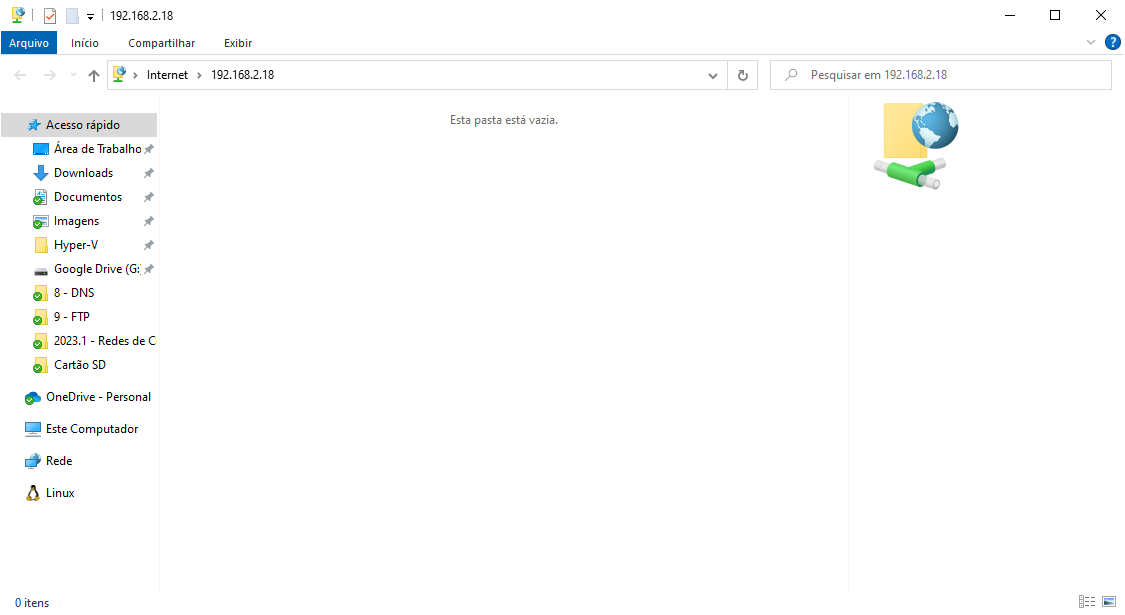 192.168.2.18
Arquivo Início Compartilhar Exibir
?
Internet 192.168.2.18
Pesquisar em 192.168.2.18
Acesso rápido
Área de Trabalho
Downloads
Documentos
Imagens
Hyper-V
Google Drive (G:
8 - DNS
9 - FTP
2023.1 - Redes de C
Cartão SD
OneDrive - Personal
Este Computador
Rede
Linux
Esta pasta está vazia.
0 itens